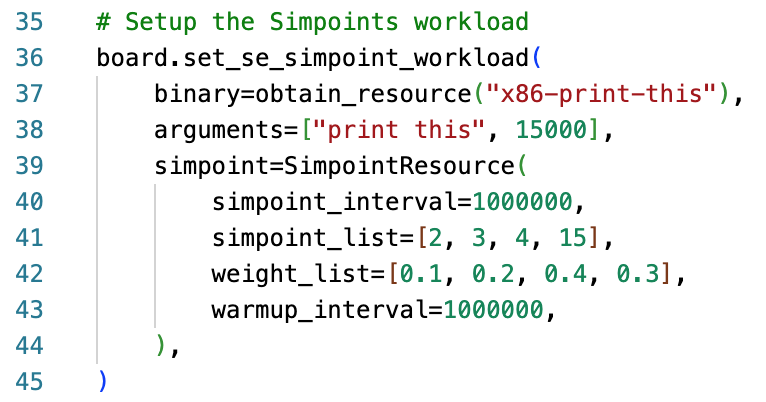 35 # Setup the Simpoints workload
36 board.set_se_simpoint_workload(
37     binary=obtain_resource("x86-print-this"),
38     arguments=["print this", 15000],
39     simpoint=SimpointResource(
40         simpoint_interval=1000000,
41         simpoint_list=[2, 3, 4, 15],
42         weight_list=[0.1, 0.2, 0.4, 0.3],
43         warmup_interval=1000000,
44     ),
45 )